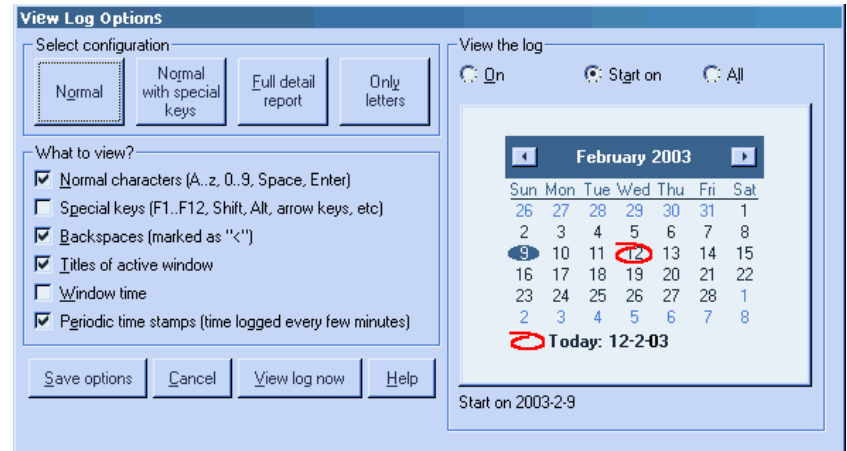 View Log Options
Select configuration
Normal
Normal
with special
keys
Full detail
report
Only
letters
What to view?
Normal characters (A..z, 0..9, Space, Enter)
Special keys (F1..F12, Shift, Alt, arrow keys, etc)
Backspaces (marked as "<")
Titles of active window
Window time
Periodic time stamps (time logged every few minutes)
Save options Cancel View log now Help
View the log
On Start on All
February 2003
Sun Mon Tue Wed Thu Fri Sat
26 27 28 29 30 31 1
2 3 4 5 6 7 8
9 10 11 12 13 14 15
16 17 18 19 20 21 22
23 24 25 26 27 28 1
2 3 4 5 6 7 8
Today: 12-2-03
Start on 2003-2-9